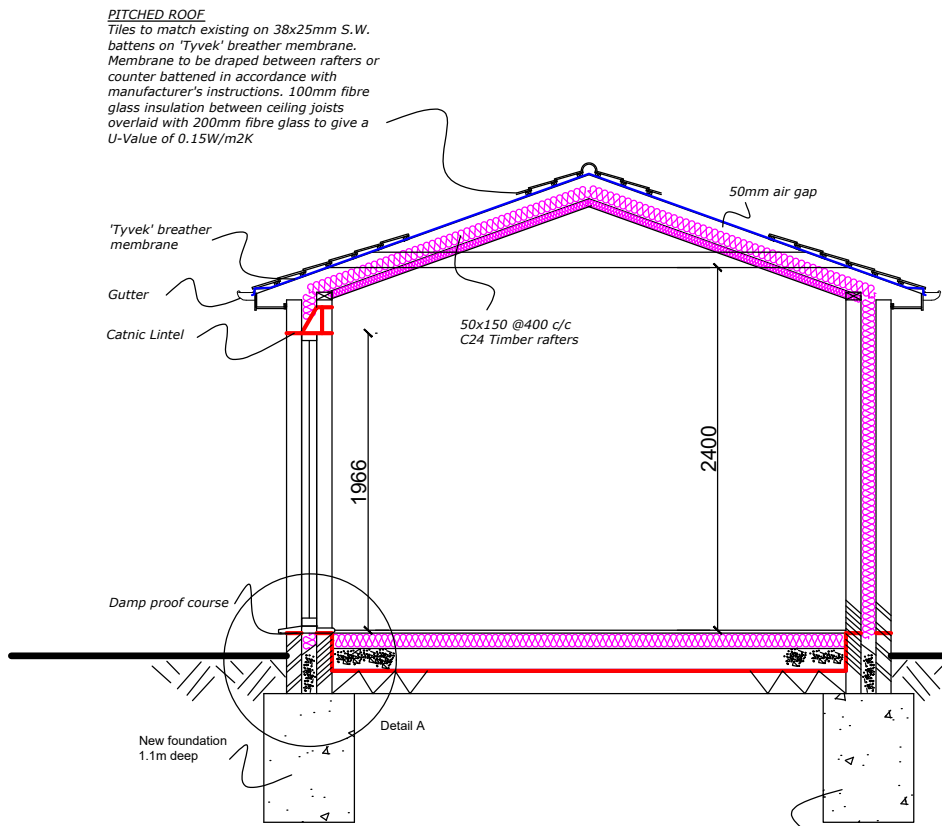 PITCHED ROOF
Tiles to match existing on 38x25mm S.W.
battens on 'Tyvek' breather membrane.
Membrane to be draped between rafters or
counter battened in accordance with
manufacturer's instructions. 100mm fibre
glass insulation between ceiling joists
overlaid with 200mm fibre glass to give a
U-Value of 0.15W/m2K
50mm air gap
'Tyvek' breather
membrane
Gutter
Catnic Lintel
50x150 @400 c/c
C24 Timber rafters
1966
2400
Damp proof course
Detail A
New foundation
1.1m deep